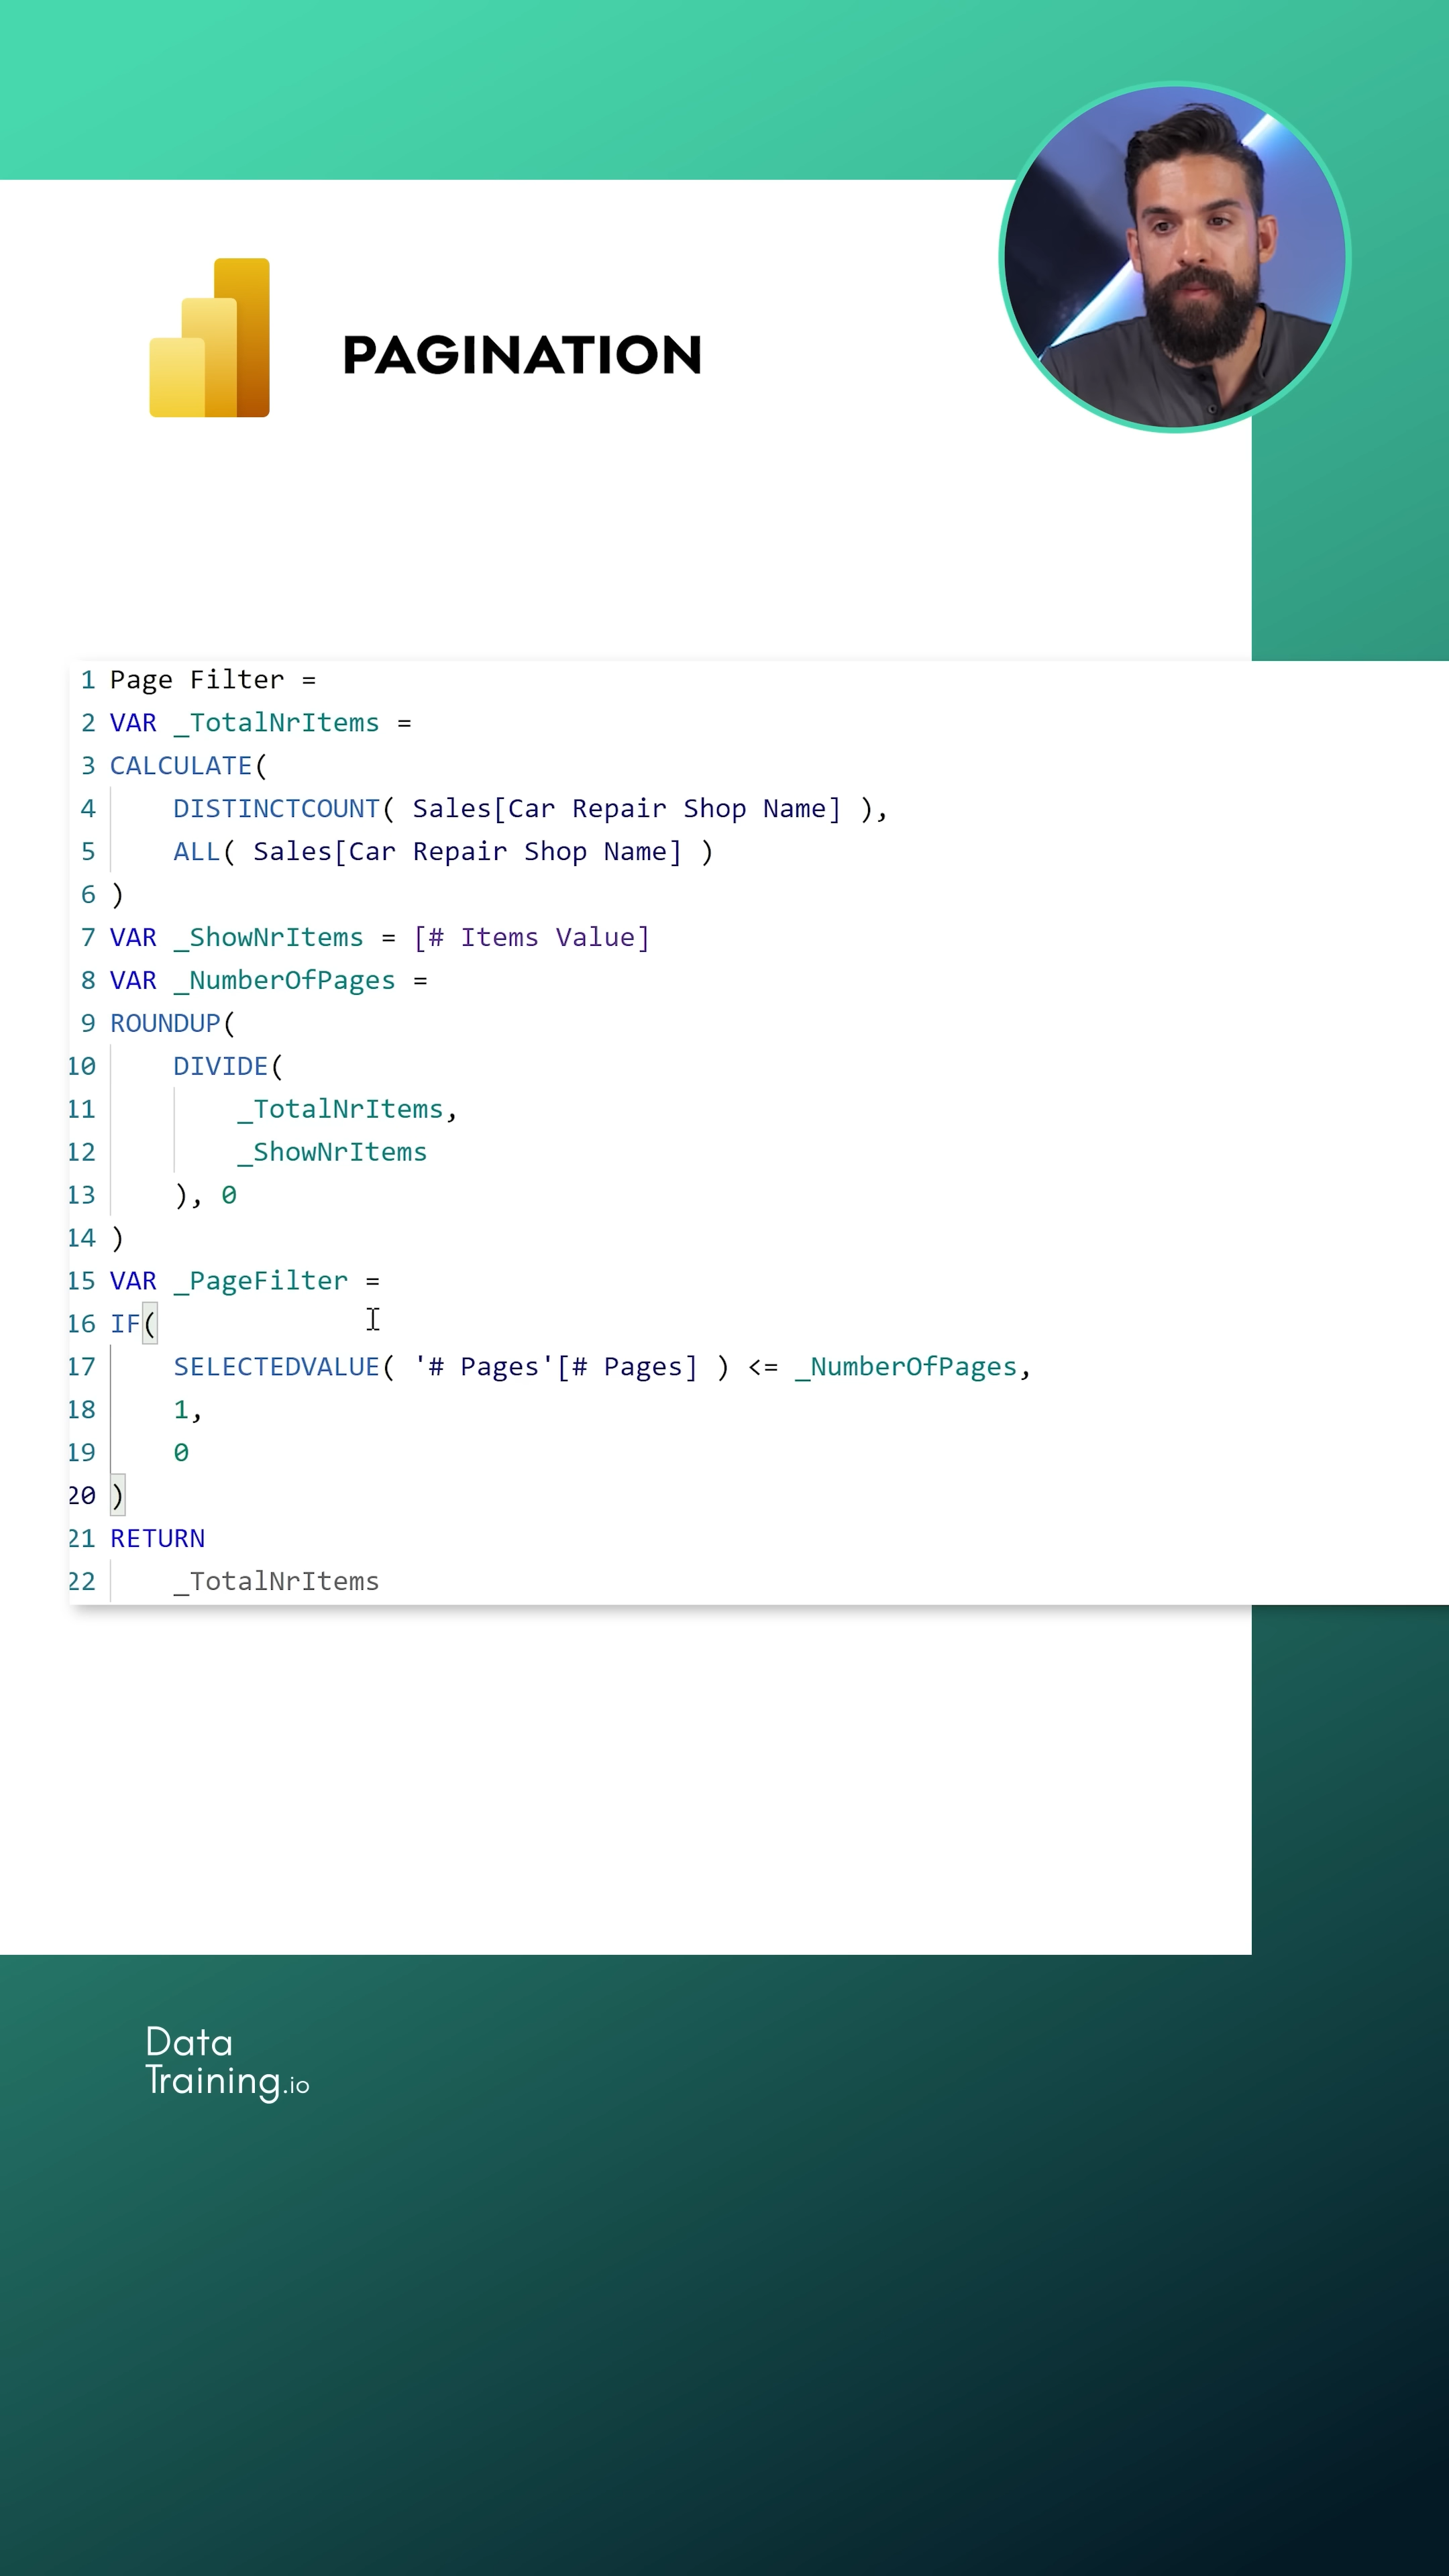 PAGINATION
1 Page Filter =
2 VAR _TotalNrItems =
3 CALCULATE(
4 DISTINCTCOUNT( Sales[Car Repair Shop Name] ),
5 ALL( Sales[Car Repair Shop Name] )
6 )
7 VAR _ShowNrItems = [# Items Value]
8 VAR _NumberOfPages =
9 ROUNDUP(
10 DIVIDE(
11 _TotalNrItems,
12 _ShowNrItems
13 ), 0
14 )
15 VAR _PageFilter =
16 IF(
17 SELECTEDVALUE( '# Pages'[# Pages] ) <= _NumberOfPages,
18 1,
19 0
20 )
21 RETURN
22 _TotalNrItems
Data
Training.io